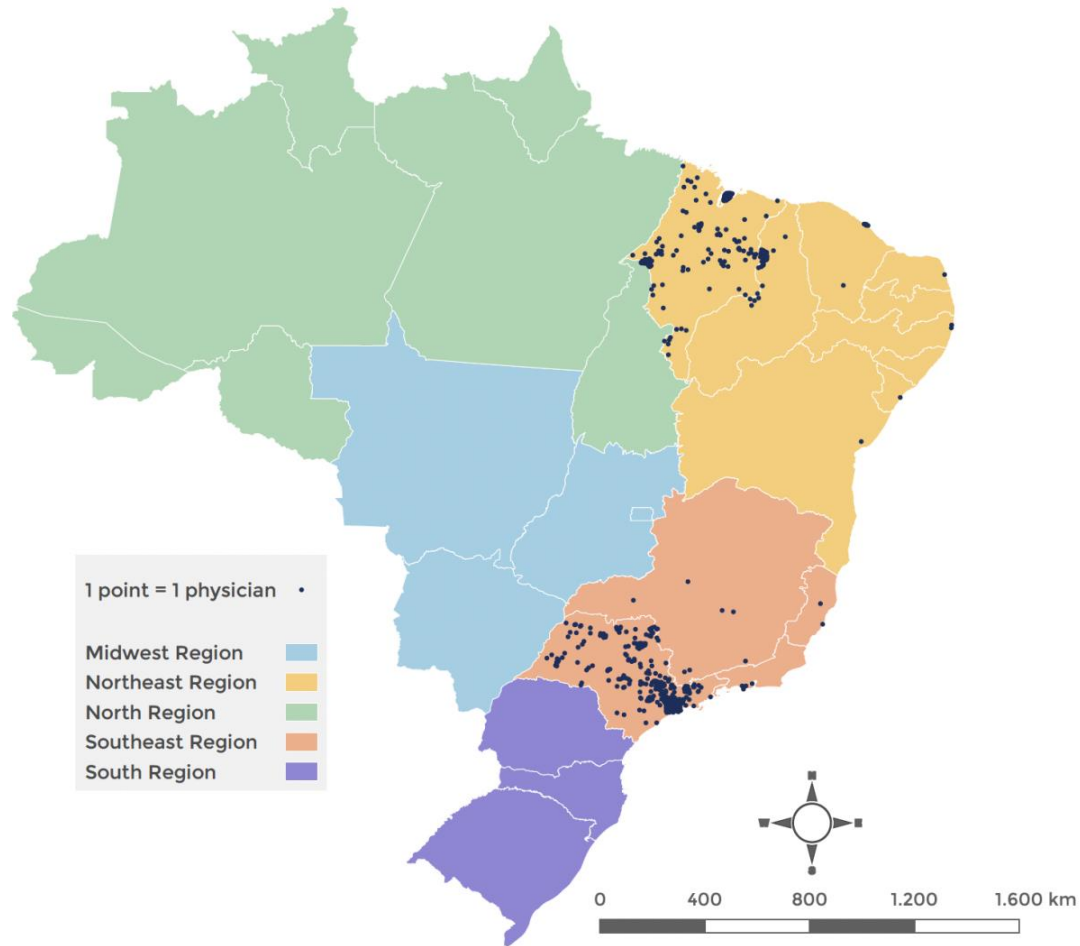 1 point = 1 physician
Midwest Region
Northeast Region
North Region
Southeast Region
South Region
0 400 800 1.200 1.600 km